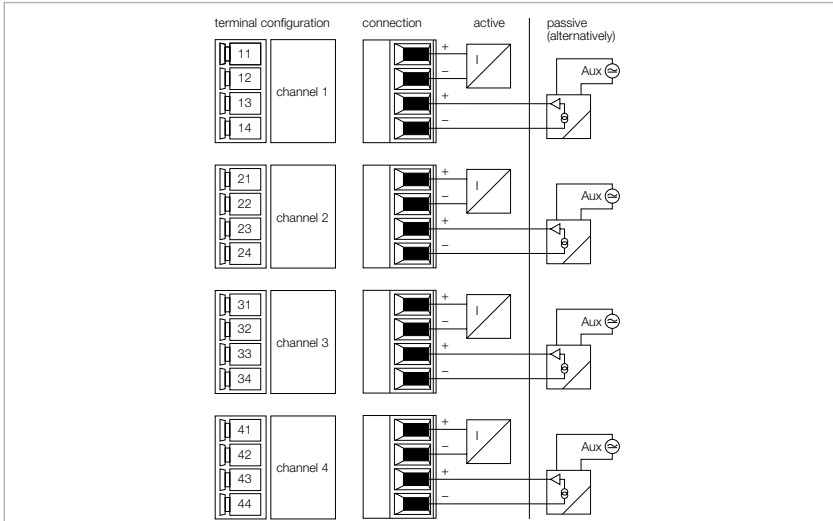 terminal configuration connection active passive
(alternatively)
11 + I Aux
12 channel 1 –
13 +
14 –
21 + I Aux
22 channel 2 –
23 +
24 –
31 + I Aux
32 channel 3 –
33 +
34 –
41 + I Aux
42 channel 4 –
43 +
44 –